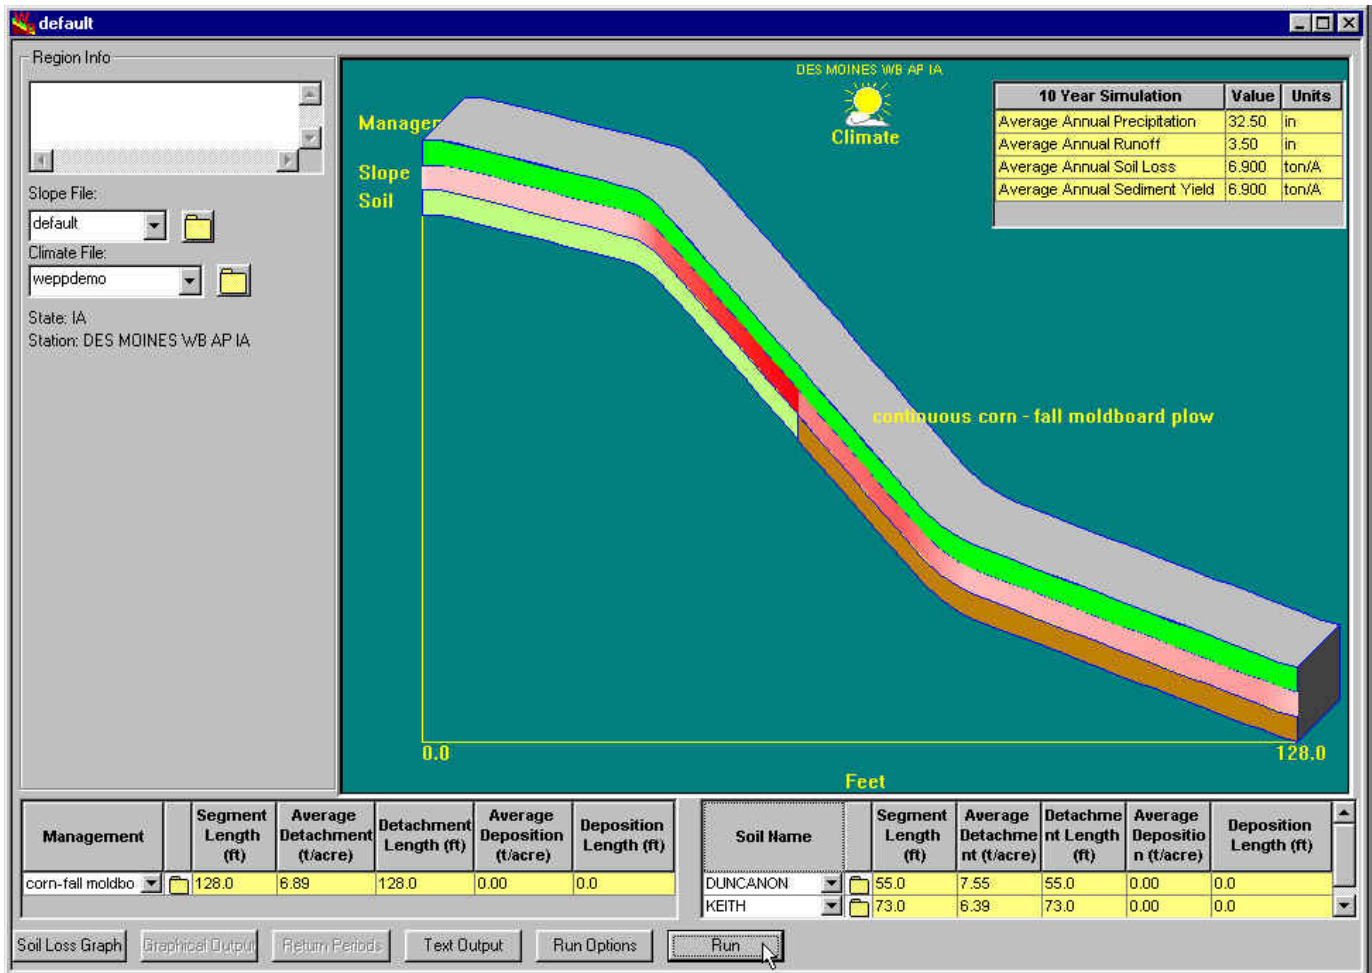 default
Region Info
Slope File:
default
Climate File:
weppdemo
State: IA
Station: DES MOINES WB AP IA
DES MOINES WB AP IA
Climate
Manager
Slope
Soil
10 Year Simulation Value Units
Average Annual Precipitation 32.50 in
Average Annual Runoff 3.50 in
Average Annual Soil Loss 6.900 ton/A
Average Annual Sediment Yield 6.900 ton/A
continuous corn - fall moldboard plow
0.0
128.0
Feet
Management Segment Length (ft) Average Detachment (t/acre) Detachment Length (ft) Average Deposition (t/acre) Deposition Length (ft)
corn-fall moldbo 128.0 6.89 128.0 0.00 0.0
Soil Name Segment Length (ft) Average Detachme nt (t/acre) Detachme nt Length (ft) Average Depositio n (t/acre) Deposition Length (ft)
DUNCANON 55.0 7.55 55.0 0.00 0.0
KEITH 73.0 6.39 73.0 0.00 0.0
Soil Loss Graph Graphical Output Return Periods Text Output Run Options Run